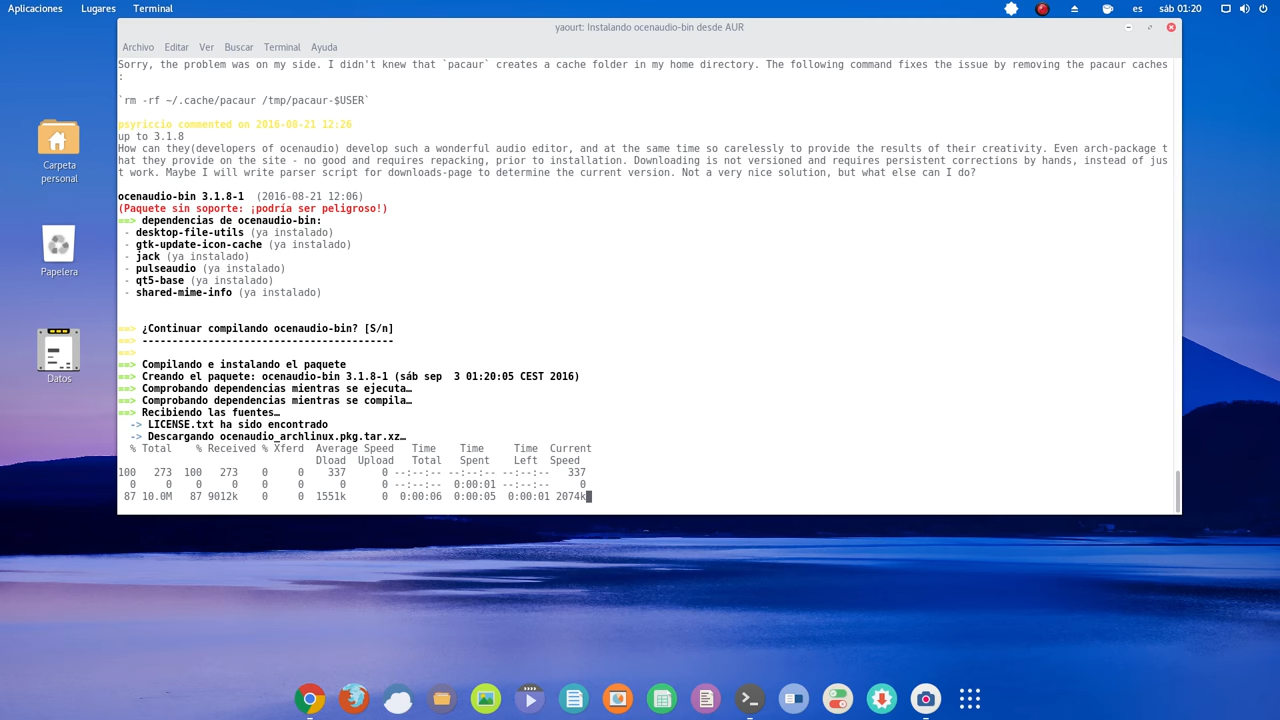 Aplicaciones Lugares Terminal es sáb 01:20
yaourt: Instalando ocenaudio-bin desde AUR
Archivo Editar Ver Buscar Terminal Ayuda
Sorry, the problem was on my side. I didn't knew that `pacaur` creates a cache folder in my home directory. The following command fixes the issue by removing the pacaur caches
:
`rm -rf ~/.cache/pacaur /tmp/pacaur-$USER`
psyriccio commented on 2016-08-21 12:26
up to 3.1.8
How can they(developers of ocenaudio) develop such a wonderful audio editor, and at the same time so carelessly to provide the results of their creativity. Even arch-package t
hat they provide on the site - no good and requires repacking, prior to installation. Downloading is not versioned and requires persistent corrections by hands, instead of jus
t work. Maybe I will write parser script for downloads-page to determine the current version. Not a very nice solution, but what else can I do?
ocenaudio-bin 3.1.8-1 (2016-08-21 12:06)
(Paquete sin soporte: ¡podría ser peligroso!)
==> dependencias de ocenaudio-bin:
- desktop-file-utils (ya instalado)
- gtk-update-icon-cache (ya instalado)
- jack (ya instalado)
- pulseaudio (ya instalado)
- qt5-base (ya instalado)
- shared-mime-info (ya instalado)
==> ¿Continuar compilando ocenaudio-bin? [S/n]
==> ------------------------------------------
==>
==> Compilando e instalando el paquete
==> Creando el paquete: ocenaudio-bin 3.1.8-1 (sáb sep  3 01:20:05 CEST 2016)
==> Comprobando dependencias mientras se ejecuta…
==> Comprobando dependencias mientras se compila…
==> Recibiendo las fuentes…
-> LICENSE.txt ha sido encontrado
-> Descargando ocenaudio_archlinux.pkg.tar.xz…
% Total % Received % Xferd Average Speed Time Time Time Current
Dload Upload Total Spent Left Speed
100 273 100 273 0 0 337 0 --:--:-- --:--:-- --:--:-- 337
0 0 0 0 0 0 0 0 --:--:-- 0:00:01 --:--:-- 0
87 10.0M 87 9012k 0 0 1551k 0 0:00:06 0:00:05 0:00:01 2074k
Carpeta
personal
Papelera
Datos